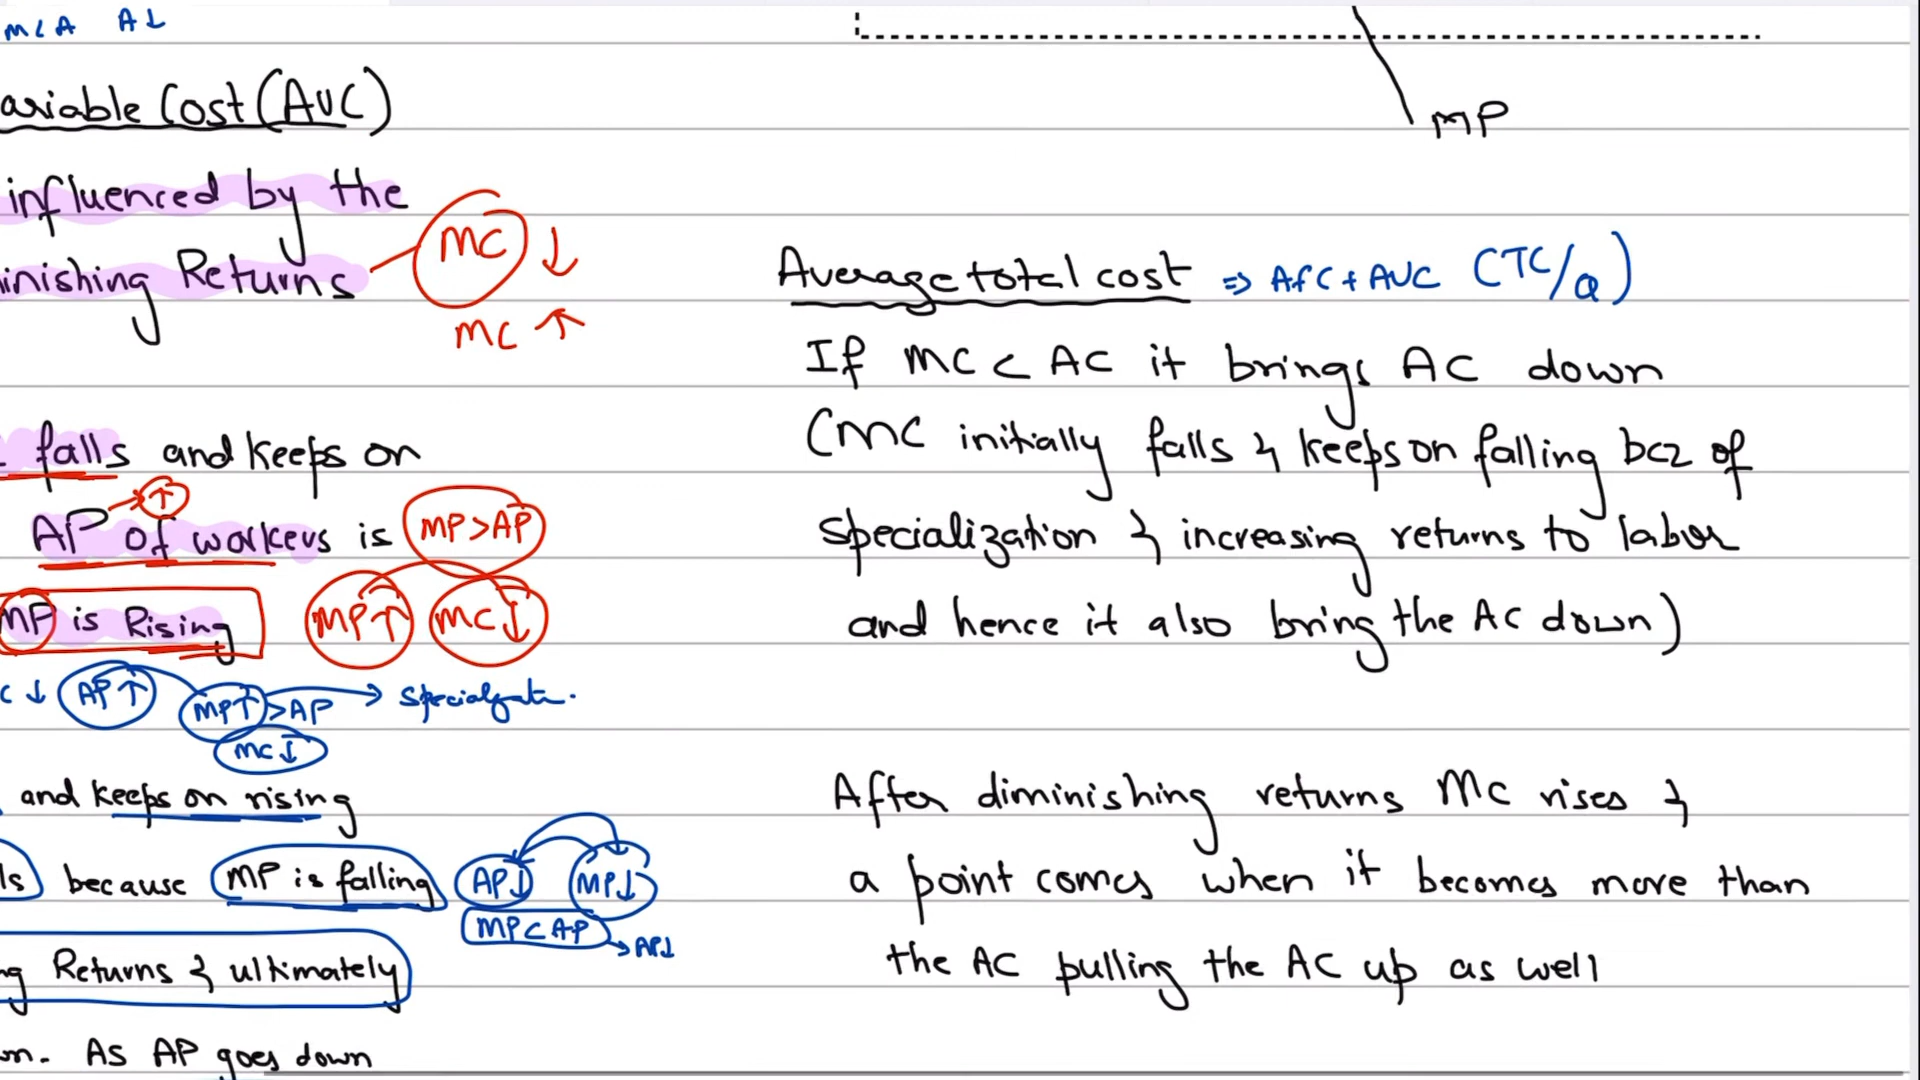 M<A A↓
MP
ariable Cost (AVC)
influenced by the
inishing Returns
MC ↓
MC ↑
falls and keeps on
↑
AP of workers is MP>AP
MP is Rising MP↑ MC↓
C ↓ AP↑ MP↑ >AP →
MC↓
and keeps on rising
ls because MP is falling AP↓ MP↓
MP<AP → AP↓
ng Returns & ultimately
As AP goes down
Average total cost ⇒ AFC + AVC (TC/Q)
If MC < AC it brings AC down
(MC initially falls & keeps on falling bcz of
specialization & increasing returns to labor
and hence it also bring the AC down)
After diminishing returns MC rises &
a point comes when it becomes more than
the AC pulling the AC up as well